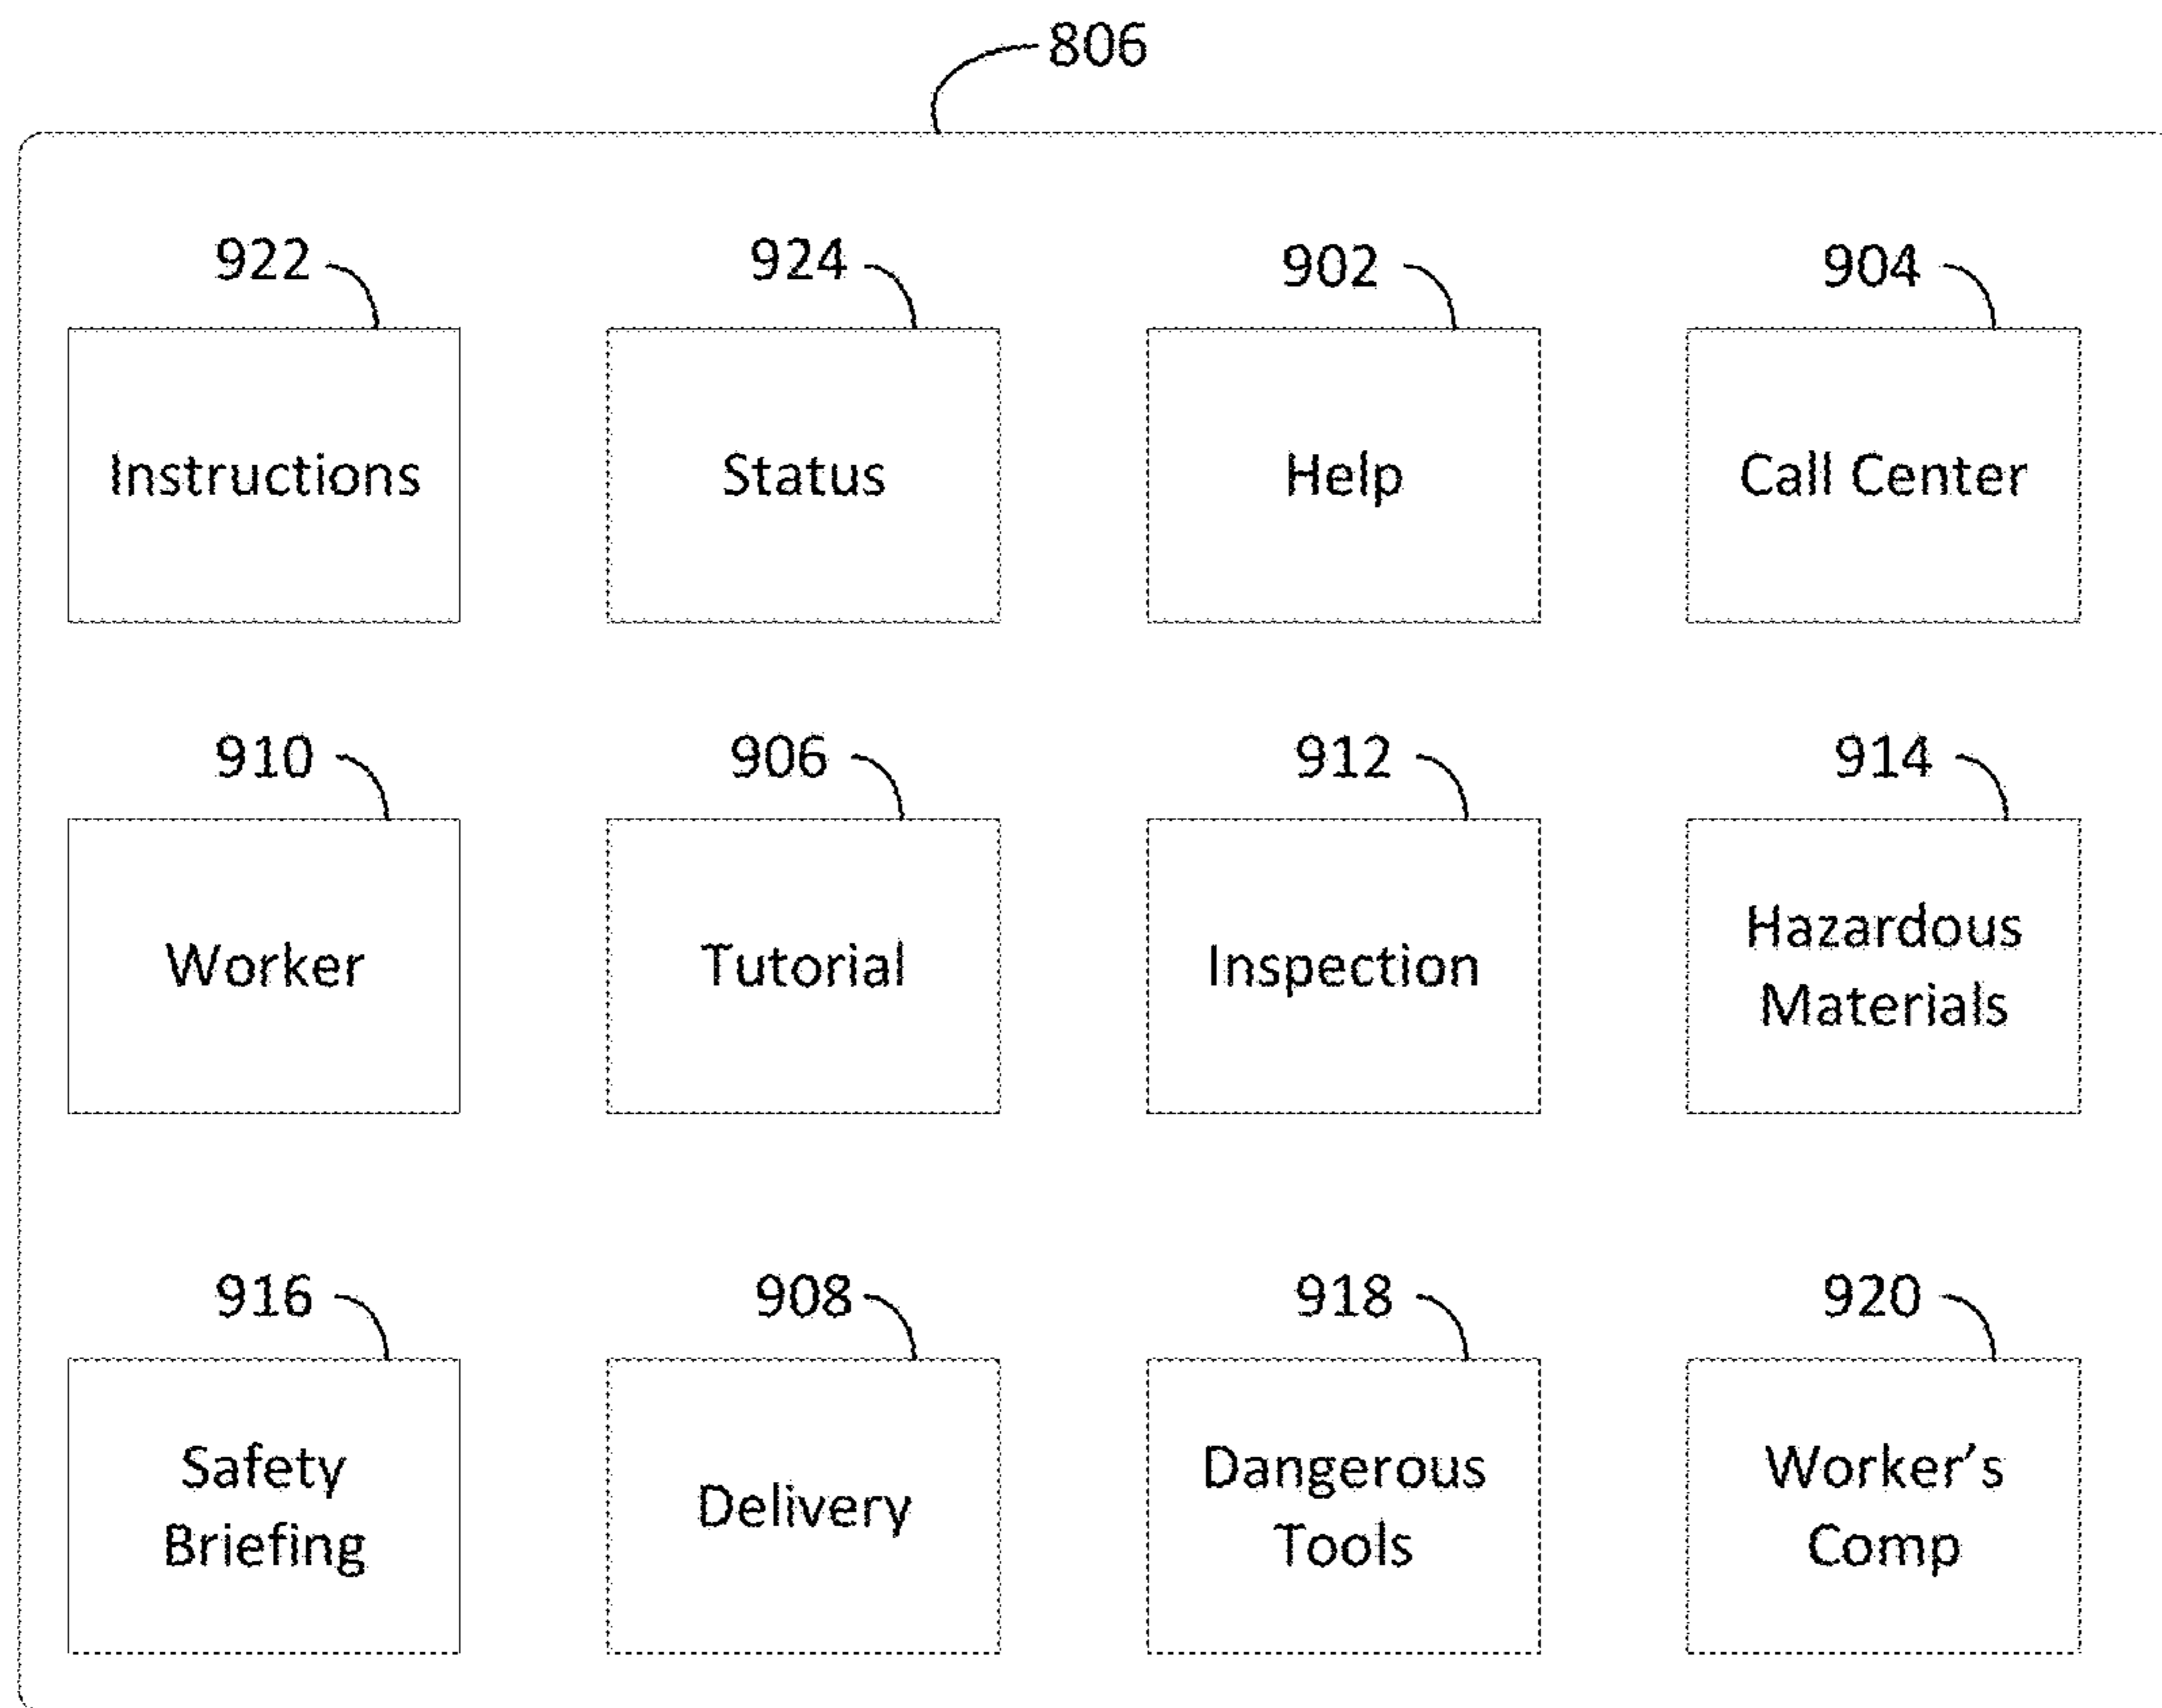 806
922 924 902 904
Instructions Status Help Call Center
910 906 912 914
Worker Tutorial Inspection Hazardous
Materials
916 908 918 920
Safety
Briefing
Delivery
Dangerous
Tools
Worker's
Comp